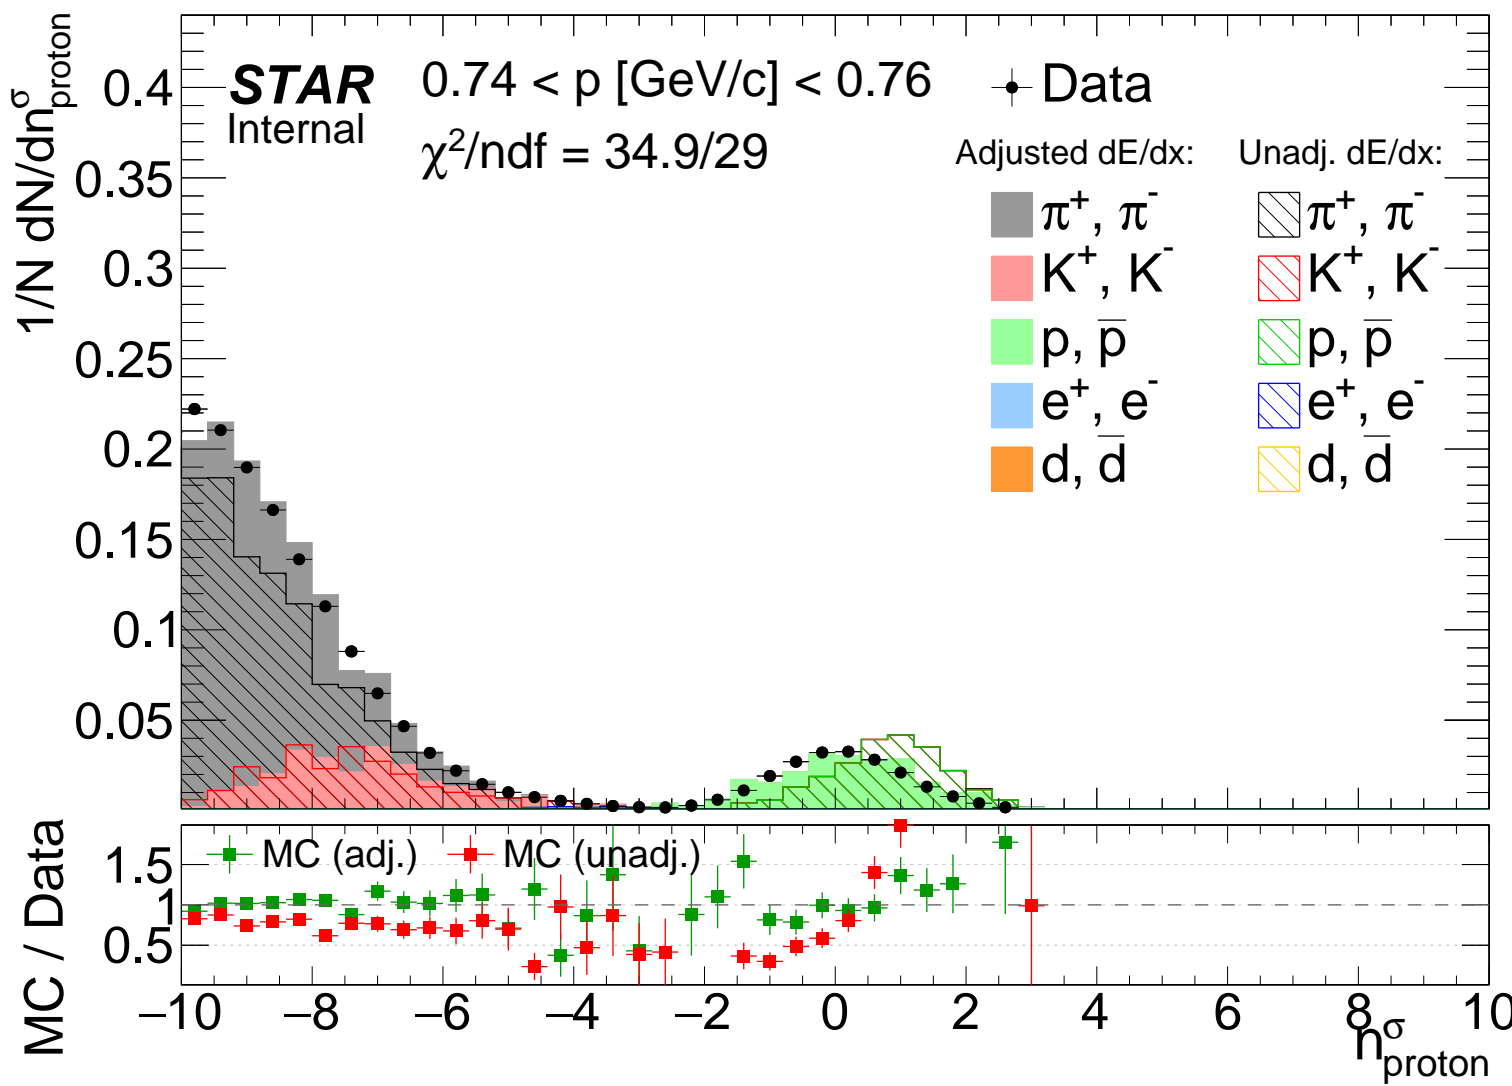 1/N dN/dn^σ_proton
0.4
0.35
0.3
0.25
0.2
0.15
0.1
0.05
STAR
Internal
0.74 < p [GeV/c] < 0.76
χ²/ndf = 34.9/29
Data
Adjusted dE/dx: Unadj. dE/dx:
π⁺, π⁻ π⁺, π⁻
K⁺, K⁻ K⁺, K⁻
p, p̅ p, p̅
e⁺, e⁻ e⁺, e⁻
d, d̅ d, d̅
MC / Data
1.5
1
0.5
MC (adj.) MC (unadj.)
−10 −8 −6 −4 −2 0 2 4 6 8 10
n^σ_proton